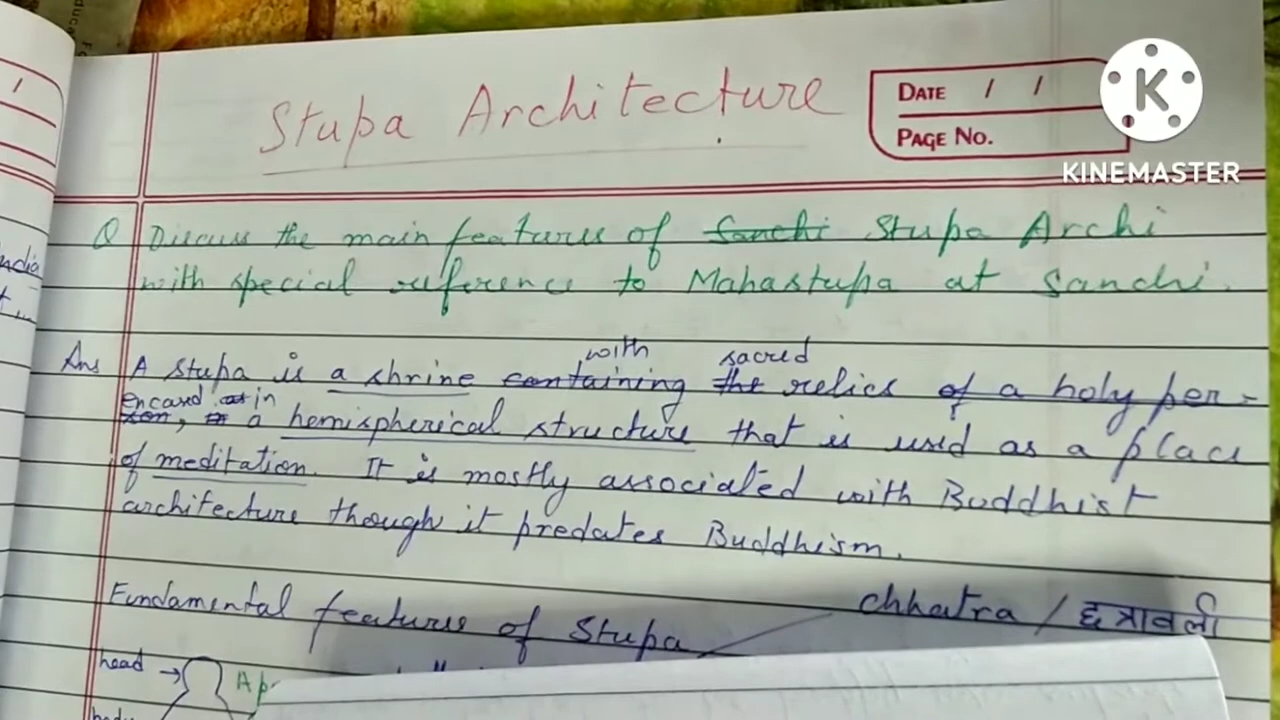 Stupa Architecture
DATE / /
PAGE No.
KINEMASTER
Q Discuss the main features of Sanchi Stupa Archi
with special reference to Mahastupa at Sanchi.
with sacred
Ans A stupa is a shrine containing the relics of a holy per-
encased as in
son, a hemispherical structure that is used as a place
of meditation. It is mostly associated with Buddhist
architecture though it predates Buddhism.
Fundamental features of Stupa
chhatra / छत्रावली
head →
body